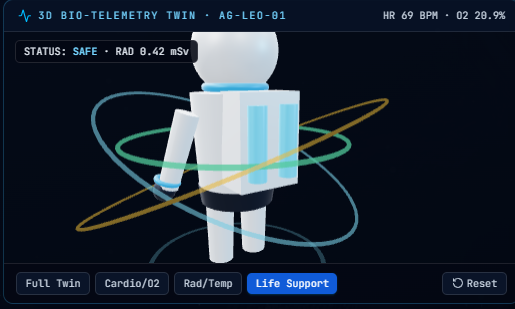 3D BIO-TELEMETRY TWIN · AG-LEO-01
HR 69 BPM · O2 20.9%
STATUS: SAFE · RAD 0.42 mSv
Full Twin
Cardio/O2
Rad/Temp
Life Support
Reset